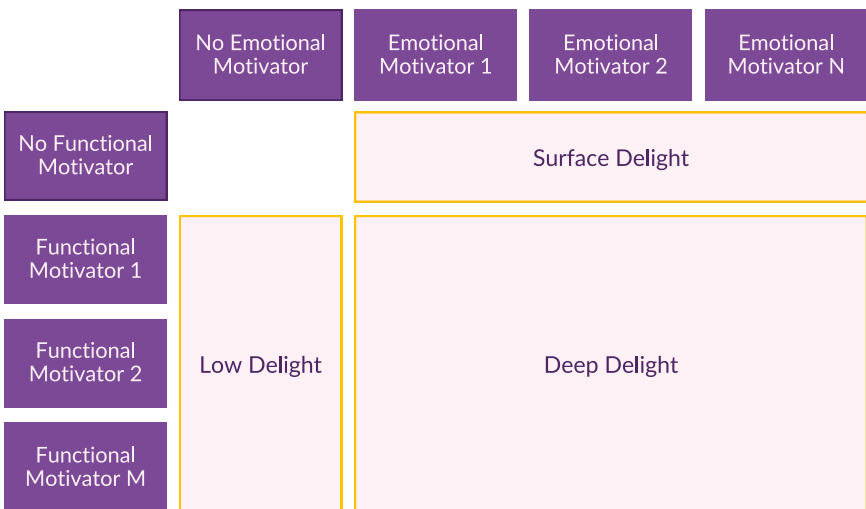 No Emotional
Motivator
Emotional
Motivator 1
Emotional
Motivator 2
Emotional
Motivator N
No Functional
Motivator
Surface Delight
Functional
Motivator 1
Functional
Motivator 2
Low Delight
Deep Delight
Functional
Motivator M